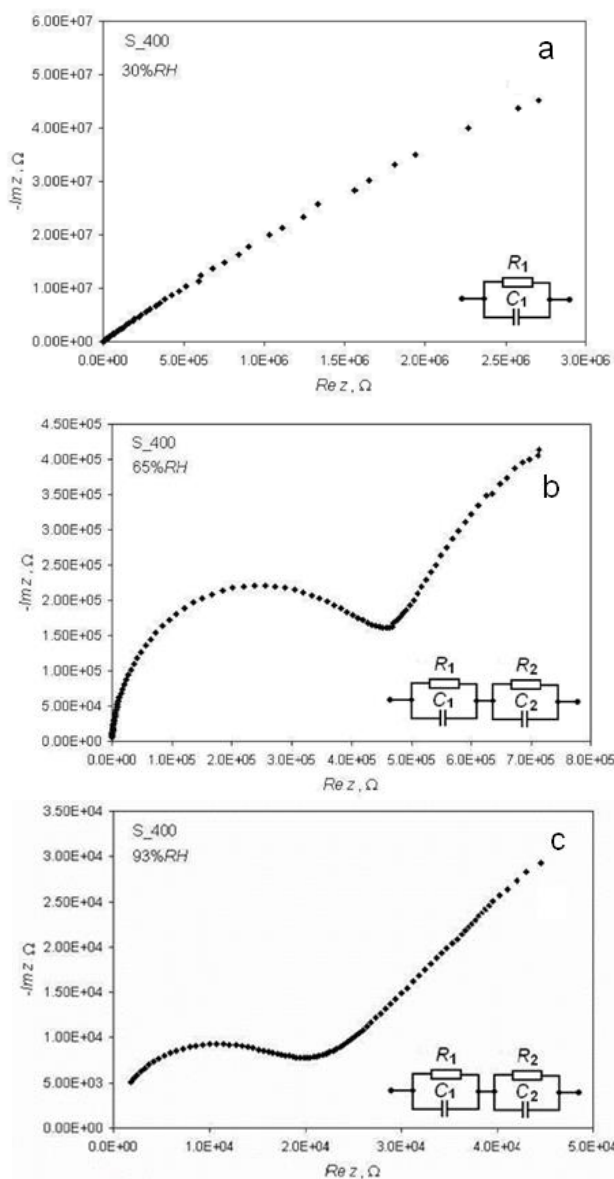 6.00E+07
S_400
30%RH
a
5.00E+07
4.00E+07
-Im z, Ω
3.00E+07
2.00E+07
R1
1.00E+07
C1
0.00E+00
0.0E+00 5.0E+05 1.0E+06 1.5E+06 2.0E+06 2.5E+06 3.0E+06
Re z, Ω
4.50E+05
S_400
4.00E+05
65%RH
b
3.50E+05
3.00E+05
2.50E+05
-Im z, Ω
2.00E+05
1.50E+05
R1 R2
1.00E+05
C1 C2
5.00E+04
0.00E+00
0.0E+00 1.0E+05 2.0E+05 3.0E+05 4.0E+05 5.0E+05 6.0E+05 7.0E+05 8.0E+05
Re z, Ω
3.50E+04
S_400
c
93%RH
3.00E+04
2.50E+04
2.00E+04
-Im z, Ω
1.50E+04
1.00E+04
R1 R2
5.00E+03
C1 C2
0.00E+00
0.0E+00 1.0E+04 2.0E+04 3.0E+04 4.0E+04 5.0E+04
Re z, Ω